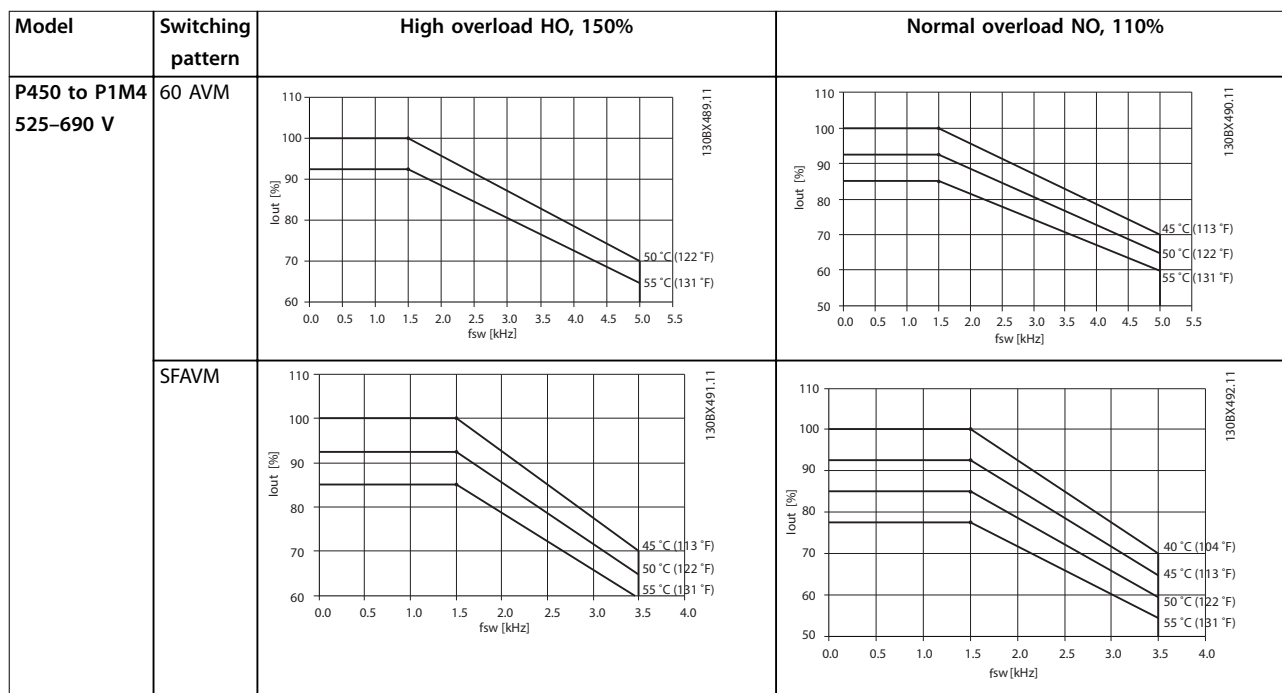 Model
Switching pattern
High overload HO, 150%
Normal overload NO, 110%
P450 to P1M4
525–690 V
60 AVM
110
100
90
80
70
60
Iout [%]
0.0 0.5 1.0 1.5 2.0 2.5 3.0 3.5 4.0 4.5 5.0 5.5
fsw [kHz]
50 ˚C (122 ˚F)
55 ˚C (131 ˚F)
130BX489.11
110
100
90
80
70
60
50
Iout [%]
0.0 0.5 1.0 1.5 2.0 2.5 3.0 3.5 4.0 4.5 5.0 5.5
fsw [kHz]
45 ˚C (113 ˚F)
50 ˚C (122 ˚F)
55 ˚C (131 ˚F)
130BX490.11
SFAVM
110
100
90
80
70
60
Iout [%]
0.0 0.5 1.0 1.5 2.0 2.5 3.0 3.5 4.0
fsw [kHz]
45 ˚C (113 ˚F)
50 ˚C (122 ˚F)
55 ˚C (131 ˚F)
130BX491.11
110
100
90
80
70
60
50
Iout [%]
0.0 0.5 1.0 1.5 2.0 2.5 3.0 3.5 4.0
fsw [kHz]
40 ˚C (104 ˚F)
45 ˚C (113 ˚F)
50 ˚C (122 ˚F)
55 ˚C (131 ˚F)
130BX492.11